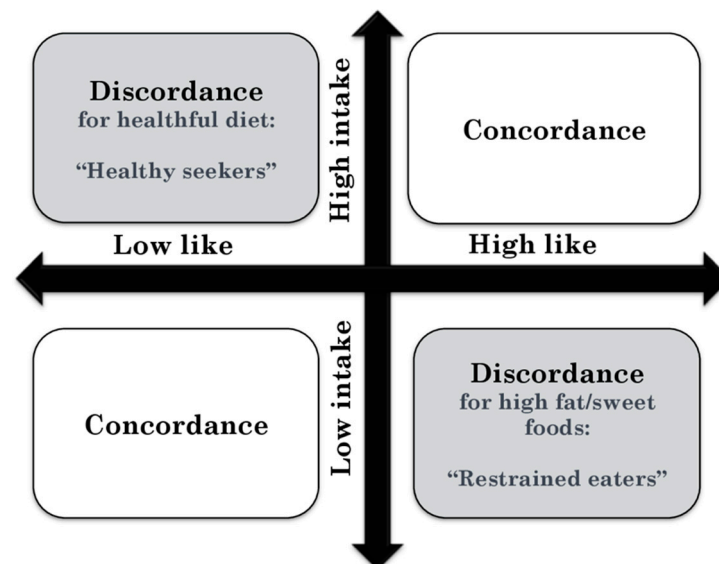 Discordance
for healthful diet:
“Healthy seekers”
High intake
Concordance
Low like
High like
Concordance
Low intake
Discordance
for high fat/sweet
foods:
“Restrained eaters”